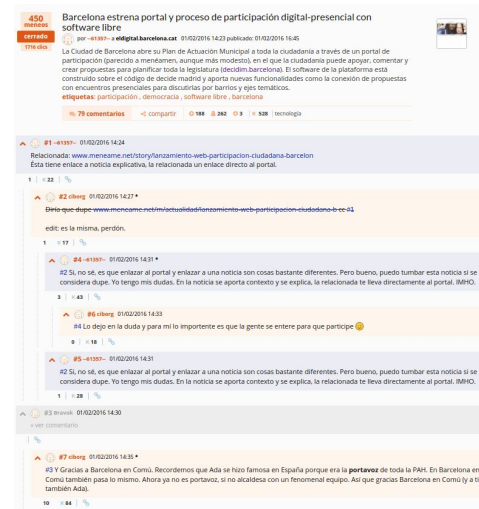 450
meneos
cerrado
1716 clics
Barcelona estrena portal y proceso de participación digital-presencial con
software libre
por --61357-- a eldigital.barcelona.cat 01/02/2016 14:23 publicado: 01/02/2016 16:45
La Ciudad de Barcelona abre su Plan de Actuación Municipal a toda la ciudadanía a través de un portal de
participación (parecido a menéamen, aunque más modesto), en el que la ciudadanía puede apoyar, comentar y
crear propuestas para planificar toda la legislatura (decidim.barcelona). El software de la plataforma está
construido sobre el código de decide madrid y aporta nuevas funcionalidades como la conexión de propuestas
con encuentros presenciales para discutirlas por barrios y ejes temáticos.
etiquetas: participación , democracia , software libre , barcelona
79 comentarios compartir 188 262 3 K 528 tecnología
#1 --61357-- 01/02/2016 14:24
Relacionada: www.meneame.net/story/lanzamiento-web-participacion-ciudadana-barcelon
Ésta tiene enlace a noticia explicativa, la relacionada un enlace directo al portal.
1 K 22
#2 ciborg 01/02/2016 14:27 *
Diría que dupe www.meneame.net/m/actualidad/lanzamiento-web-participacion-ciudadana-b cc #1
edit: es la misma, perdón.
1 K 17
#4 --61357-- 01/02/2016 14:31 *
#2 Si, no sé, es que enlazar al portal y enlazar a una noticia son cosas bastante diferentes. Pero bueno, puedo tumbar esta noticia si se
considera dupe. Yo tengo mis dudas. En la noticia se aporta contexto y se explica, la relacionada te lleva directamente al portal. IMHO.
3 K 43
#6 ciborg 01/02/2016 14:33
#4 Lo dejo en la duda y para mí lo importente es que la gente se entere para que participe
0 K 18
#5 --61357-- 01/02/2016 14:31
#2 Si, no sé, es que enlazar al portal y enlazar a una noticia son cosas bastante diferentes. Pero bueno, puedo tumbar esta noticia si se
considera dupe. Yo tengo mis dudas. En la noticia se aporta contexto y se explica, la relacionada te lleva directamente al portal. IMHO.
1 K 28
#3 Bravok 01/02/2016 14:30
» ver comentario
#7 ciborg 01/02/2016 14:35 *
#3 Y Gracias a Barcelona en Comú. Recordemos que Ada se hizo famosa en España porque era la portavoz de toda la PAH. En Barcelona en
Comú también pasa lo mismo. Ahora ya no es portavoz, si no alcaldesa con un fenomenal equipo. Así que gracias Barcelona en Comú (y a ti
también Ada).
10 K 84